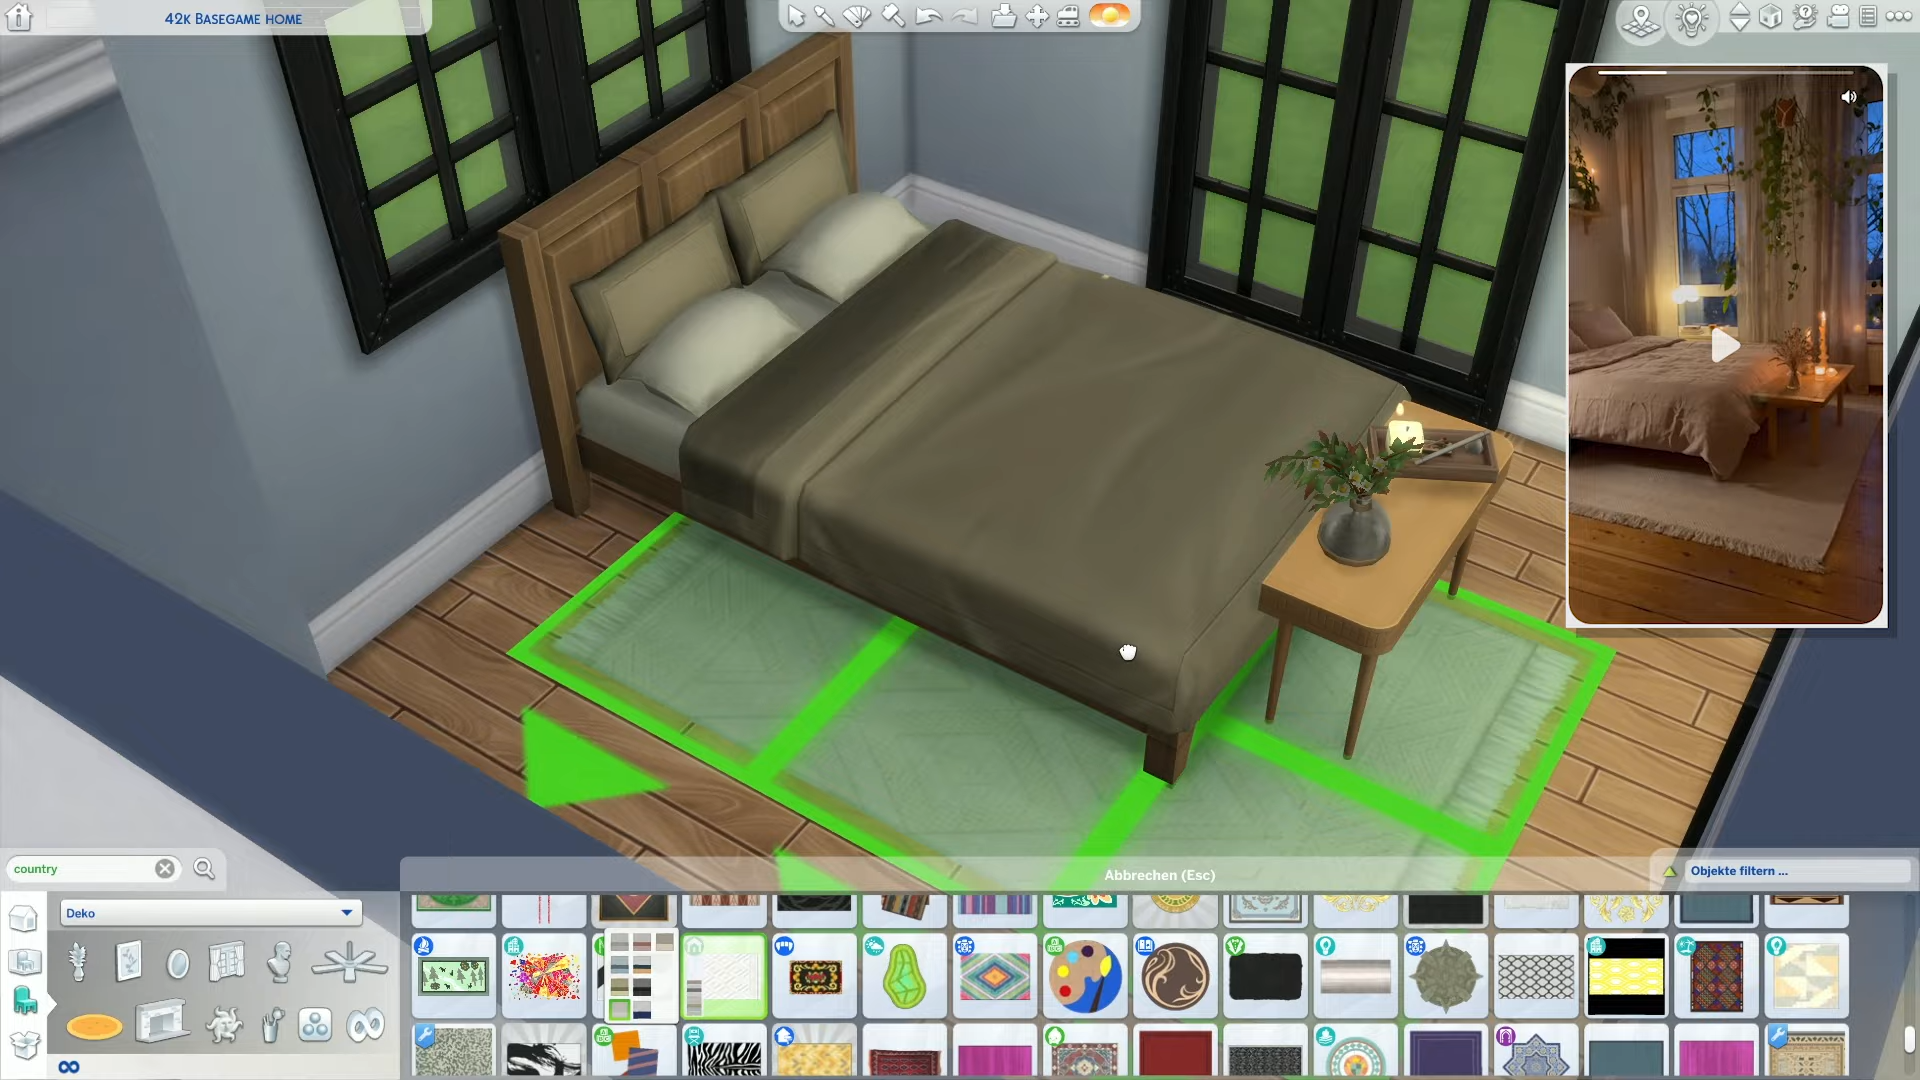 42k Basegame home
country
Abbrechen (Esc)
Objekte filtern ...
Deko